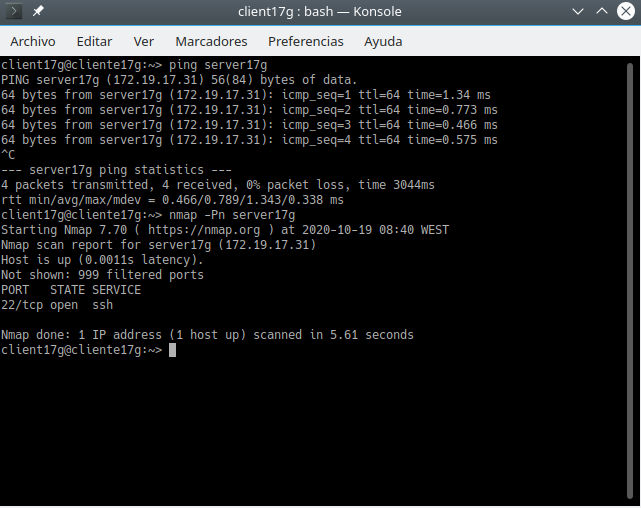 client17g : bash — Konsole
Archivo Editar Ver Marcadores Preferencias Ayuda
client17g@cliente17g:~> ping server17g
PING server17g (172.19.17.31) 56(84) bytes of data.
64 bytes from server17g (172.19.17.31): icmp_seq=1 ttl=64 time=1.34 ms
64 bytes from server17g (172.19.17.31): icmp_seq=2 ttl=64 time=0.773 ms
64 bytes from server17g (172.19.17.31): icmp_seq=3 ttl=64 time=0.466 ms
64 bytes from server17g (172.19.17.31): icmp_seq=4 ttl=64 time=0.575 ms
^C
--- server17g ping statistics ---
4 packets transmitted, 4 received, 0% packet loss, time 3044ms
rtt min/avg/max/mdev = 0.466/0.789/1.343/0.338 ms
client17g@cliente17g:~> nmap -Pn server17g
Starting Nmap 7.70 ( https://nmap.org ) at 2020-10-19 08:40 WEST
Nmap scan report for server17g (172.19.17.31)
Host is up (0.0011s latency).
Not shown: 999 filtered ports
PORT   STATE SERVICE
22/tcp open  ssh

Nmap done: 1 IP address (1 host up) scanned in 5.61 seconds
client17g@cliente17g:~>